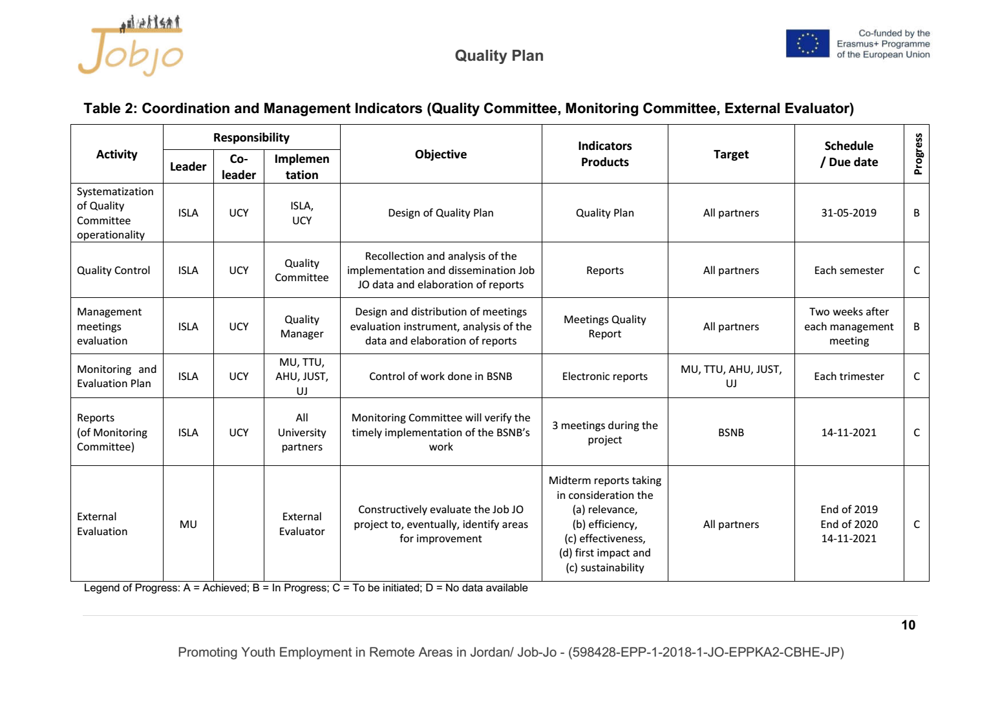 Jobjo
Quality Plan
Co-funded by the
Erasmus+ Programme
of the European Union
Table 2: Coordination and Management Indicators (Quality Committee, Monitoring Committee, External Evaluator)
Activity
Responsibility
Leader
Co-
leader
Implemen
tation
Objective
Indicators
Products
Target
Schedule
/ Due date
Progress
Systematization
of Quality
Committee
operationality
ISLA
UCY
ISLA,
UCY
Design of Quality Plan
Quality Plan
All partners
31-05-2019
B
Quality Control
ISLA
UCY
Quality
Committee
Recollection and analysis of the
implementation and dissemination Job
JO data and elaboration of reports
Reports
All partners
Each semester
C
Management
meetings
evaluation
ISLA
UCY
Quality
Manager
Design and distribution of meetings
evaluation instrument, analysis of the
data and elaboration of reports
Meetings Quality
Report
All partners
Two weeks after
each management
meeting
B
Monitoring and
Evaluation Plan
ISLA
UCY
MU, TTU,
AHU, JUST,
UJ
Control of work done in BSNB
Electronic reports
MU, TTU, AHU, JUST,
UJ
Each trimester
C
Reports
(of Monitoring
Committee)
ISLA
UCY
All
University
partners
Monitoring Committee will verify the
timely implementation of the BSNB’s
work
3 meetings during the
project
BSNB
14-11-2021
C
External
Evaluation
MU
External
Evaluator
Constructively evaluate the Job JO
project to, eventually, identify areas
for improvement
Midterm reports taking
in consideration the
(a) relevance,
(b) efficiency,
(c) effectiveness,
(d) first impact and
(c) sustainability
All partners
End of 2019
End of 2020
14-11-2021
C
Legend of Progress: A = Achieved; B = In Progress; C = To be initiated; D = No data available
10
Promoting Youth Employment in Remote Areas in Jordan/ Job-Jo - (598428-EPP-1-2018-1-JO-EPPKA2-CBHE-JP)